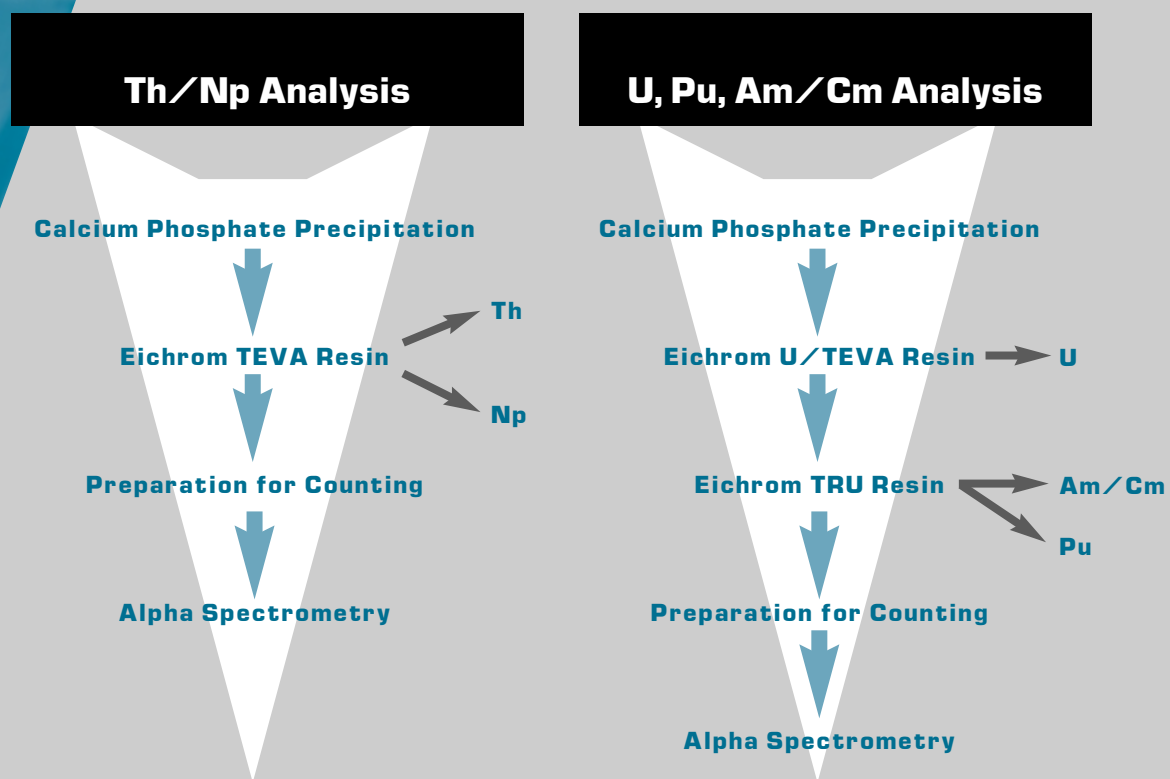 Th/Np Analysis
Calcium Phosphate Precipitation
Eichrom TEVA Resin
Th
Np
Preparation for Counting
Alpha Spectrometry
U, Pu, Am/Cm Analysis
Calcium Phosphate Precipitation
Eichrom U/TEVA Resin
U
Eichrom TRU Resin
Am/Cm
Pu
Preparation for Counting
Alpha Spectrometry